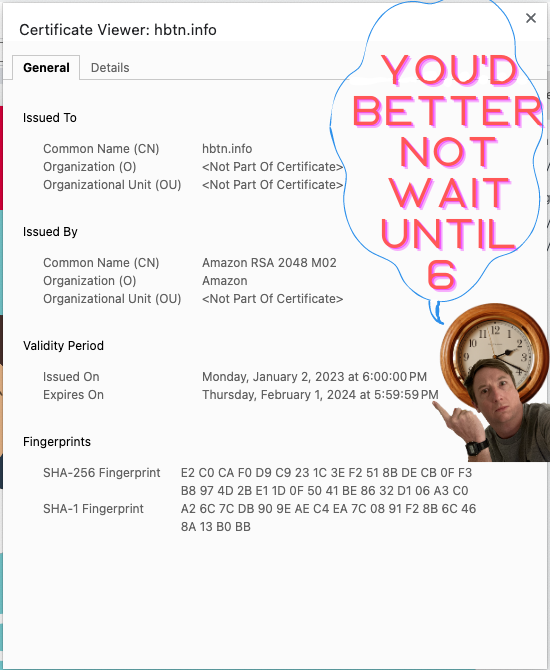 Certificate Viewer: hbtn.info
General Details
Issued To
Common Name (CN) hbtn.info
Organization (O) <Not Part Of Certificate>
Organizational Unit (OU) <Not Part Of Certificate>
Issued By
Common Name (CN) Amazon RSA 2048 M02
Organization (O) Amazon
Organizational Unit (OU) <Not Part Of Certificate>
Validity Period
Issued On Monday, January 2, 2023 at 6:00:00 PM
Expires On Thursday, February 1, 2024 at 5:59:59 PM
Fingerprints
SHA-256 Fingerprint E2 C0 CA F0 D9 C9 23 1C 3E F2 51 8B DE CB 0F F3
B8 97 4D 2B E1 1D 0F 50 41 BE 86 32 D1 06 A3 C0
SHA-1 Fingerprint A2 6C 7C DB 90 9E AE C4 EA 7C 08 91 F2 8B 6C 46
8A 13 B0 BB
YOU'D
BETTER
NOT
WAIT
UNTIL
6